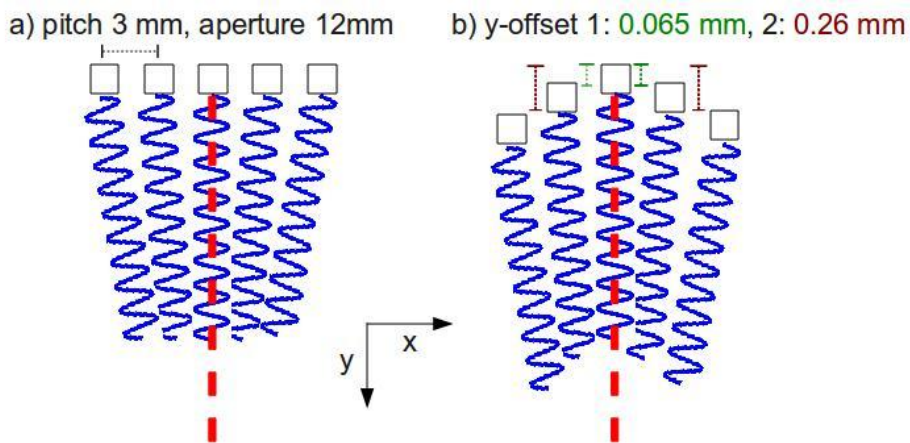 a) pitch 3 mm, aperture 12mm
b) y-offset 1: 0.065 mm, 2: 0.26 mm
x
y